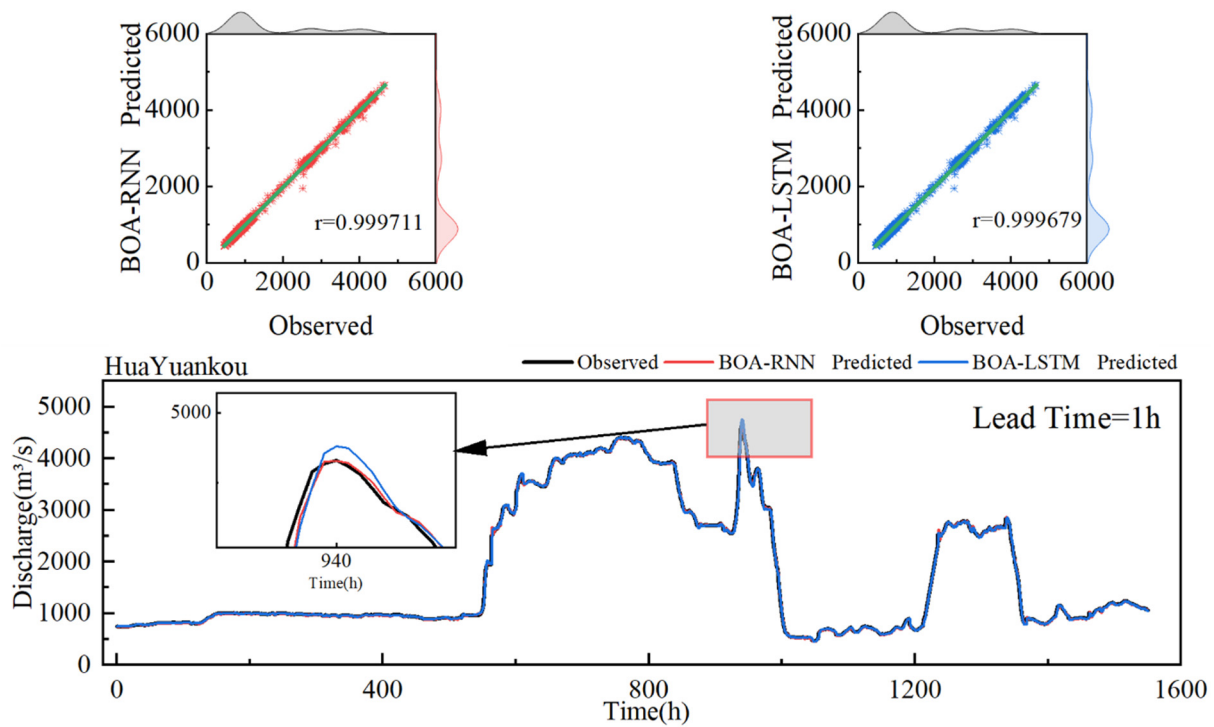 6000
4000
2000
0
BOA-RNN Predicted
r=0.999711
0 2000 4000 6000
Observed
6000
4000
2000
0
BOA-LSTM Predicted
r=0.999679
0 2000 4000 6000
Observed
HuaYuankou
Observed BOA-RNN Predicted BOA-LSTM Predicted
Lead Time=1h
5000
4000
3000
2000
1000
0
Discharge(m³/s)
5000
940
Time(h)
0 400 800 1200 1600
Time(h)